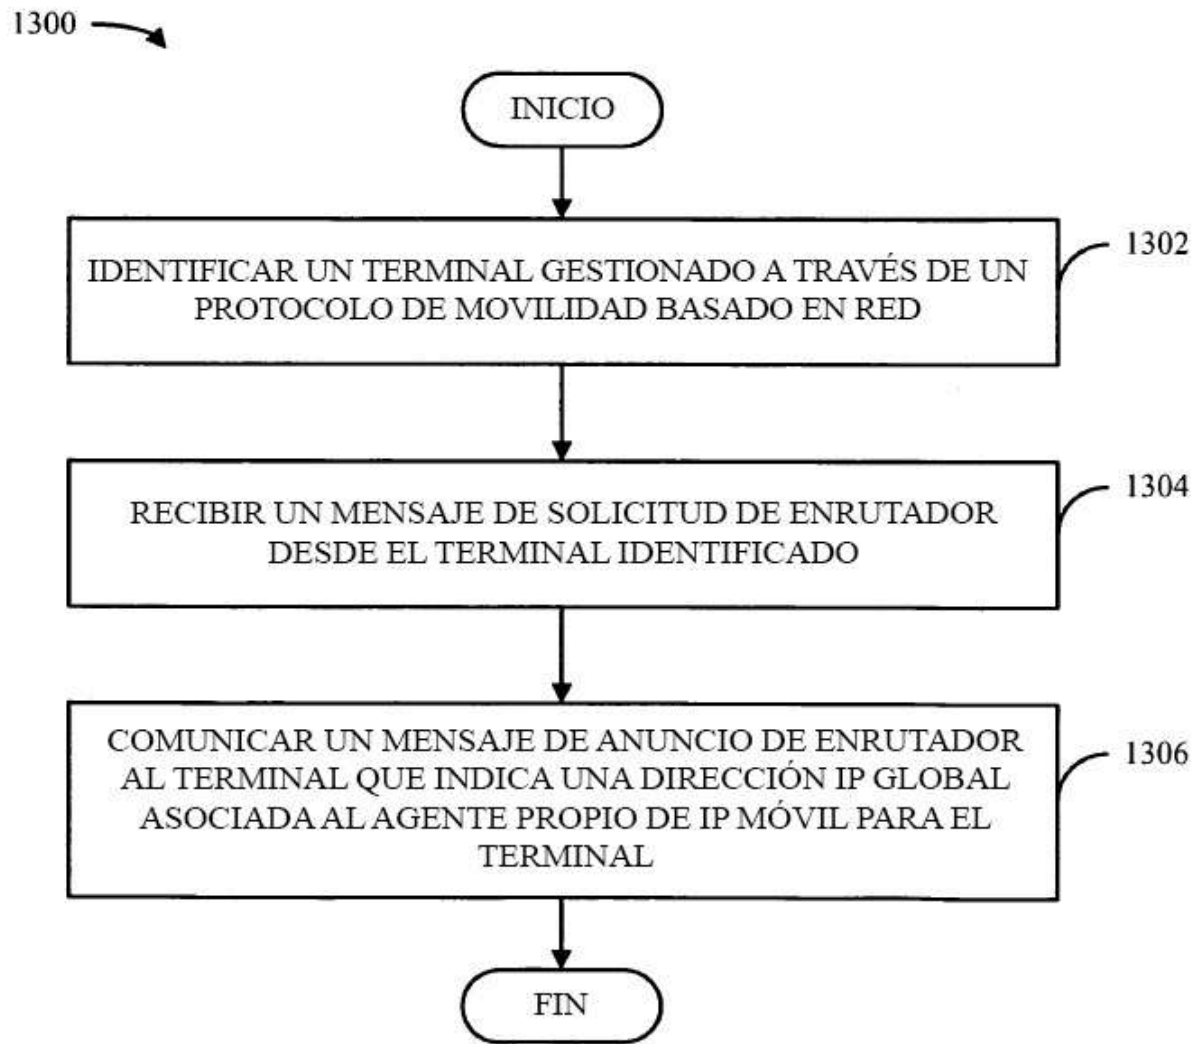 1300
INICIO
IDENTIFICAR UN TERMINAL GESTIONADO A TRAVÉS DE UN
PROTOCOLO DE MOVILIDAD BASADO EN RED
1302
RECIBIR UN MENSAJE DE SOLICITUD DE ENRUTADOR
DESDE EL TERMINAL IDENTIFICADO
1304
COMUNICAR UN MENSAJE DE ANUNCIO DE ENRUTADOR
AL TERMINAL QUE INDICA UNA DIRECCIÓN IP GLOBAL
ASOCIADA AL AGENTE PROPIO DE IP MÓVIL PARA EL
TERMINAL
1306
FIN